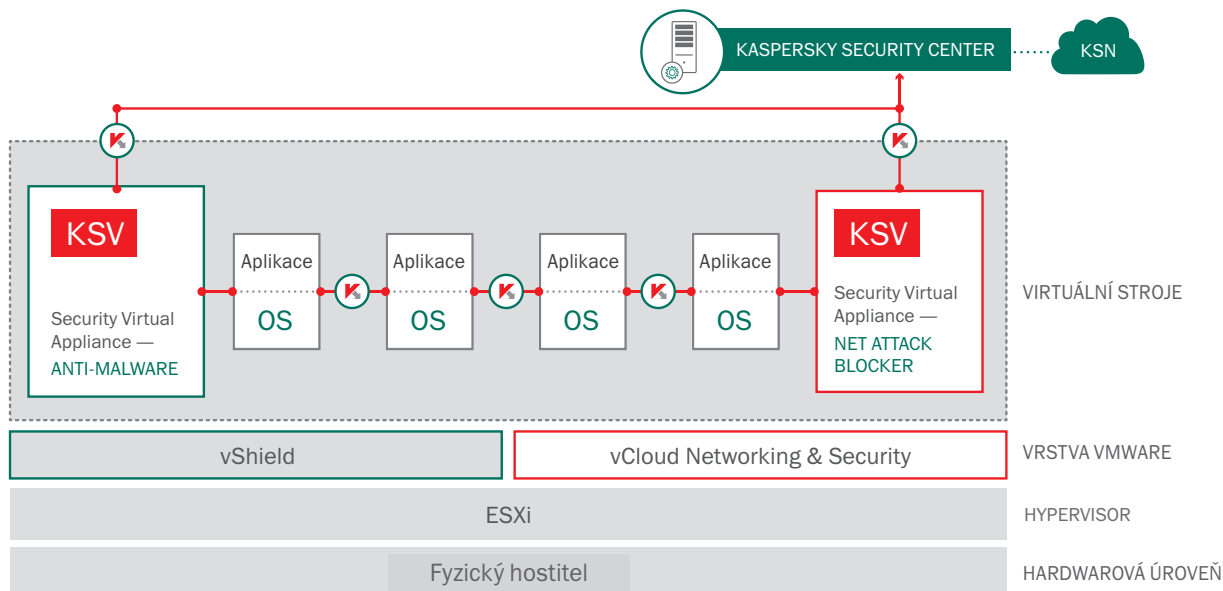 KASPERSKY SECURITY CENTER
KSN
KSV
Security Virtual
Appliance —
ANTI-MALWARE
Aplikace
OS
Aplikace
OS
Aplikace
OS
Aplikace
OS
KSV
Security Virtual
Appliance —
NET ATTACK
BLOCKER
VIRTUÁLNÍ STROJE
vShield
vCloud Networking & Security
VRSTVA VMWARE
ESXi
HYPERVISOR
Fyzický hostitel
HARDWAROVÁ ÚROVEŇ